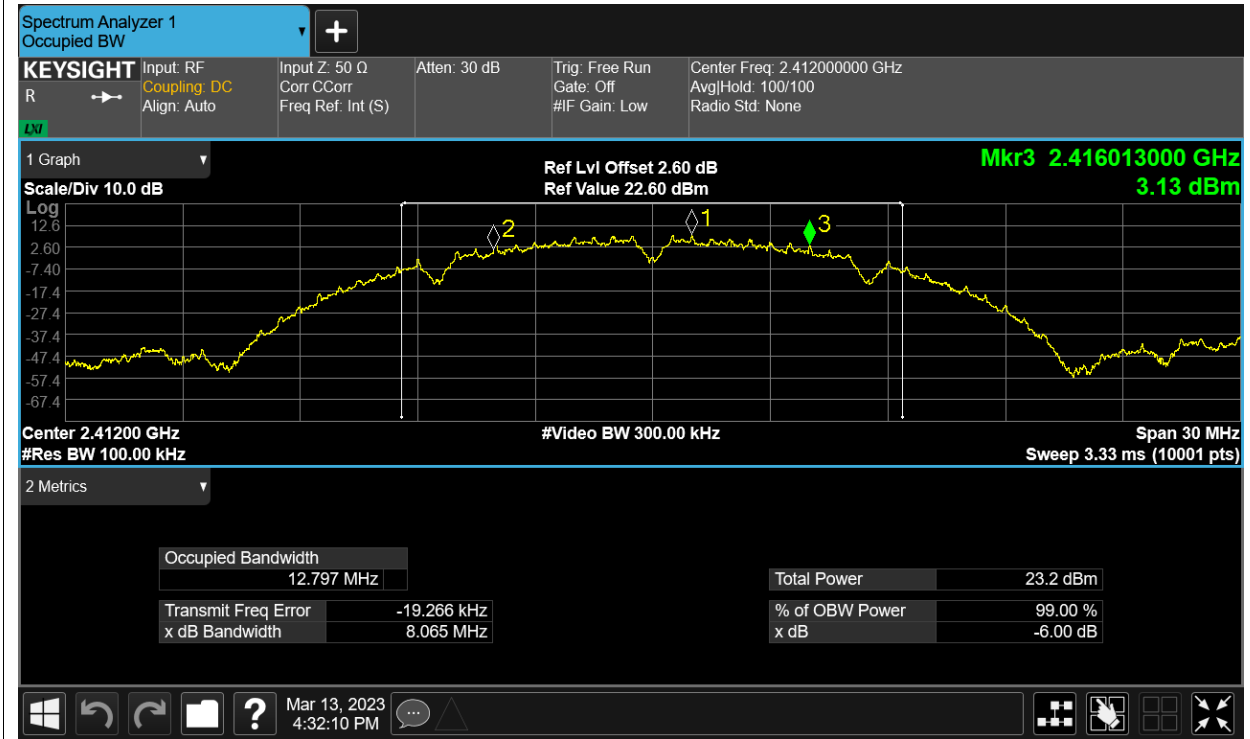 Spectrum Analyzer 1
Occupied BW
KEYSIGHT
R
LXI
Input: RF
Coupling: DC
Align: Auto
Input Z: 50 Ω
Corr CCorr
Freq Ref: Int (S)
Atten: 30 dB
Trig: Free Run
Gate: Off
#IF Gain: Low
Center Freq: 2.412000000 GHz
Avg|Hold: 100/100
Radio Std: None
1 Graph
Scale/Div 10.0 dB
Ref Lvl Offset 2.60 dB
Ref Value 22.60 dBm
Mkr3 2.416013000 GHz
3.13 dBm
Log
12.6
2.60
-7.40
-17.4
-27.4
-37.4
-47.4
-57.4
-67.4
2
1
3
Center 2.41200 GHz
#Video BW 300.00 kHz
Span 30 MHz
#Res BW 100.00 kHz
Sweep 3.33 ms (10001 pts)
2 Metrics
Occupied Bandwidth
12.797 MHz
Transmit Freq Error -19.266 kHz
x dB Bandwidth 8.065 MHz
Total Power 23.2 dBm
% of OBW Power 99.00 %
x dB -6.00 dB
?
Mar 13, 2023
4:32:10 PM